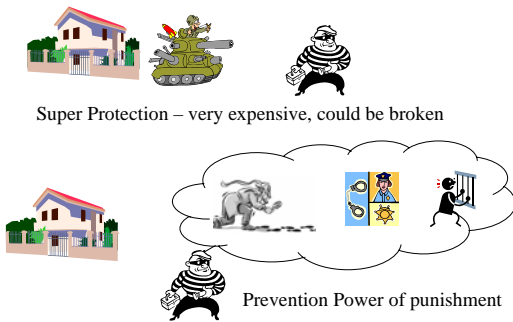 Super Protection – very expensive, could be broken
Prevention Power of punishment